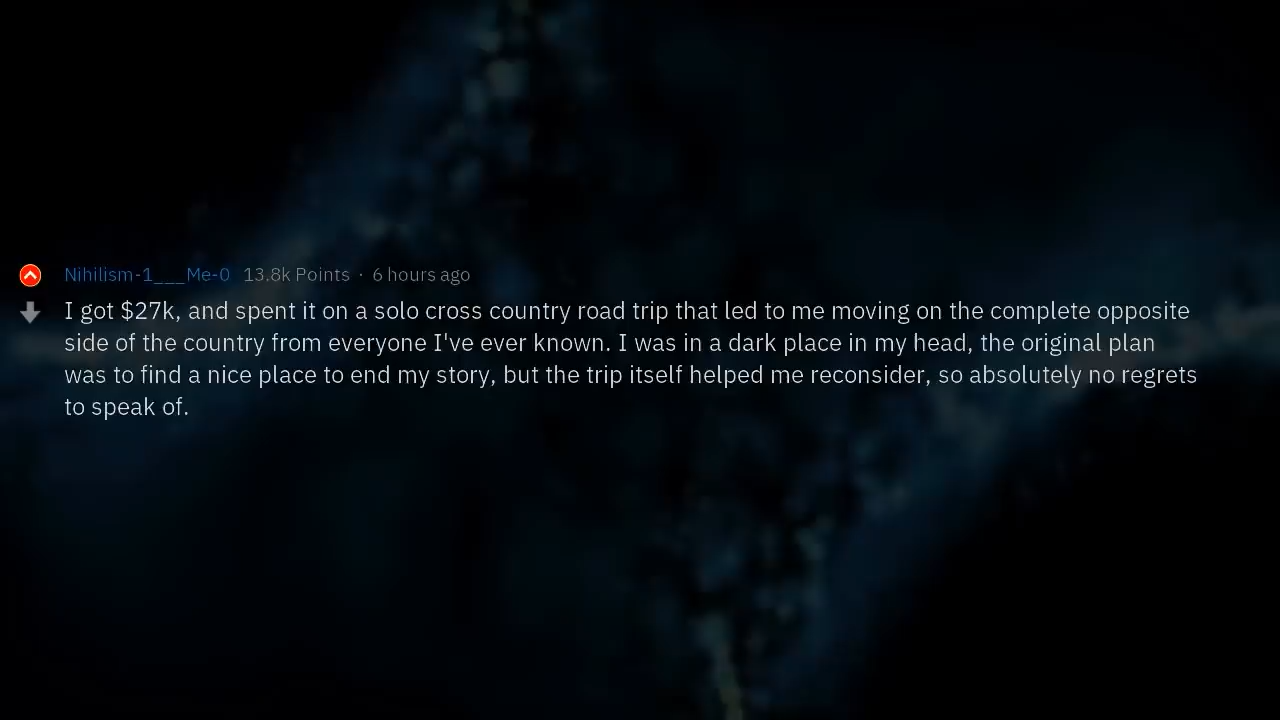 Nihilism-1___Me-0 13.8k Points · 6 hours ago
I got $27k, and spent it on a solo cross country road trip that led to me moving on the complete opposite
side of the country from everyone I've ever known. I was in a dark place in my head, the original plan
was to find a nice place to end my story, but the trip itself helped me reconsider, so absolutely no regrets
to speak of.